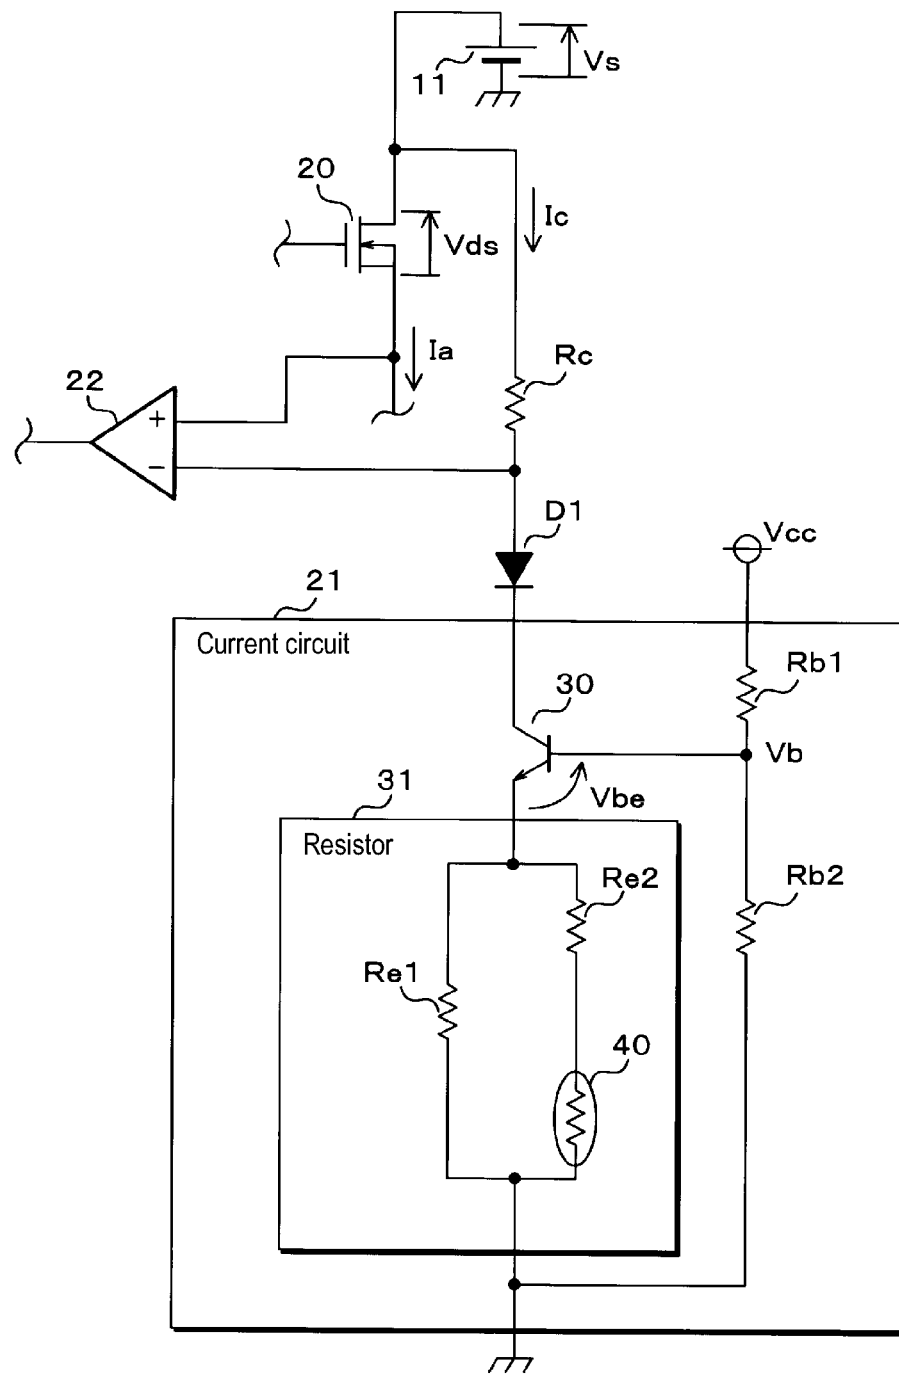 Vs
11
20
Ic
Vds
Ia
Rc
22
+
−
D1
Vcc
21
Current circuit
Rb1
30
Vb
31
Vbe
Resistor
Re2
Rb2
Re1
40